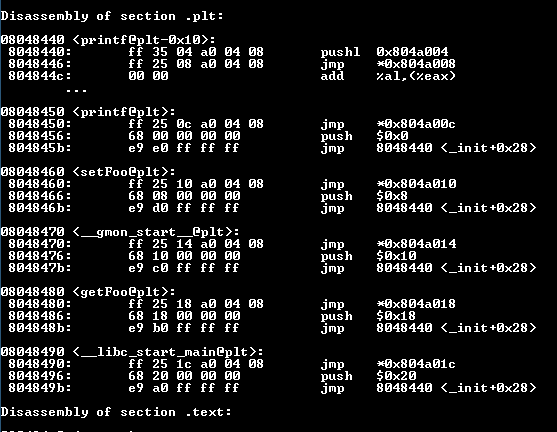 Disassembly of section .plt:
08048440 <printf@plt-0x10>:
8048440: ff 35 04 a0 04 08 pushl 0x804a004
8048446: ff 25 08 a0 04 08 jmp *0x804a008
804844c: 00 00 add %al,(%eax)
...
08048450 <printf@plt>:
8048450: ff 25 0c a0 04 08 jmp *0x804a00c
8048456: 68 00 00 00 00 push $0x0
804845b: e9 e0 ff ff ff jmp 8048440 <_init+0x28>
08048460 <setFoo@plt>:
8048460: ff 25 10 a0 04 08 jmp *0x804a010
8048466: 68 08 00 00 00 push $0x8
804846b: e9 d0 ff ff ff jmp 8048440 <_init+0x28>
08048470 <__gmon_start__@plt>:
8048470: ff 25 14 a0 04 08 jmp *0x804a014
8048476: 68 10 00 00 00 push $0x10
804847b: e9 c0 ff ff ff jmp 8048440 <_init+0x28>
08048480 <getFoo@plt>:
8048480: ff 25 18 a0 04 08 jmp *0x804a018
8048486: 68 18 00 00 00 push $0x18
804848b: e9 b0 ff ff ff jmp 8048440 <_init+0x28>
08048490 <__libc_start_main@plt>:
8048490: ff 25 1c a0 04 08 jmp *0x804a01c
8048496: 68 20 00 00 00 push $0x20
804849b: e9 a0 ff ff ff jmp 8048440 <_init+0x28>
Disassembly of section .text: